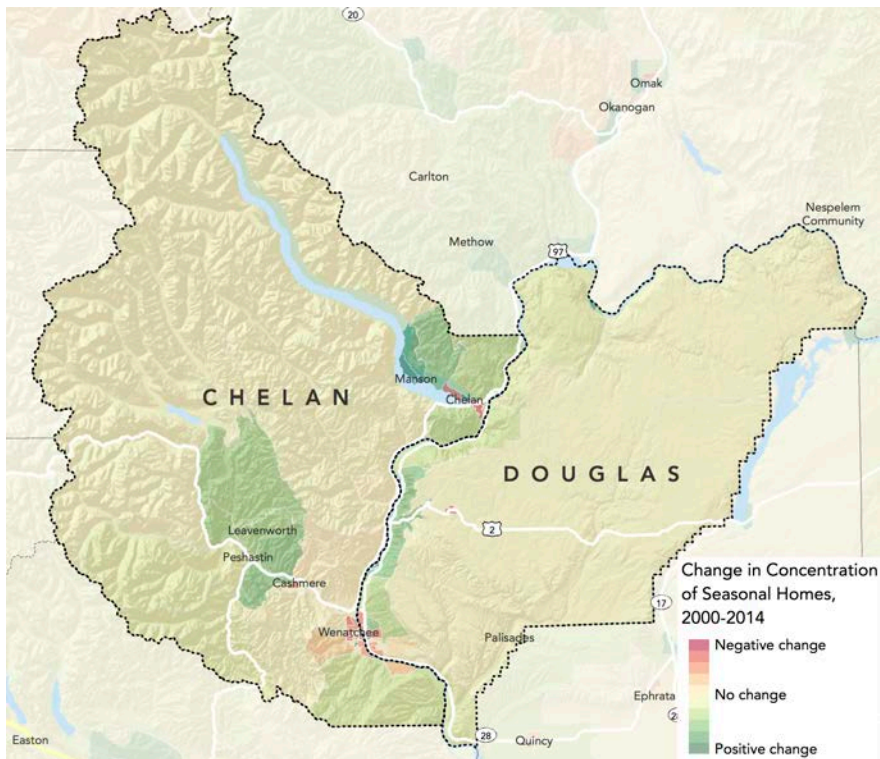 20
Omak
Okanogan
Carlton
Nespelem
Community
Methow
97
Manson
CHELAN
Chelan
DOUGLAS
2
Leavenworth
Peshastin
Cashmere
Change in Concentration
of Seasonal Homes,
2000-2014
17
Negative change
Wenatchee
Palisades
No change
Ephrata
28
Easton
28
Quincy
Positive change